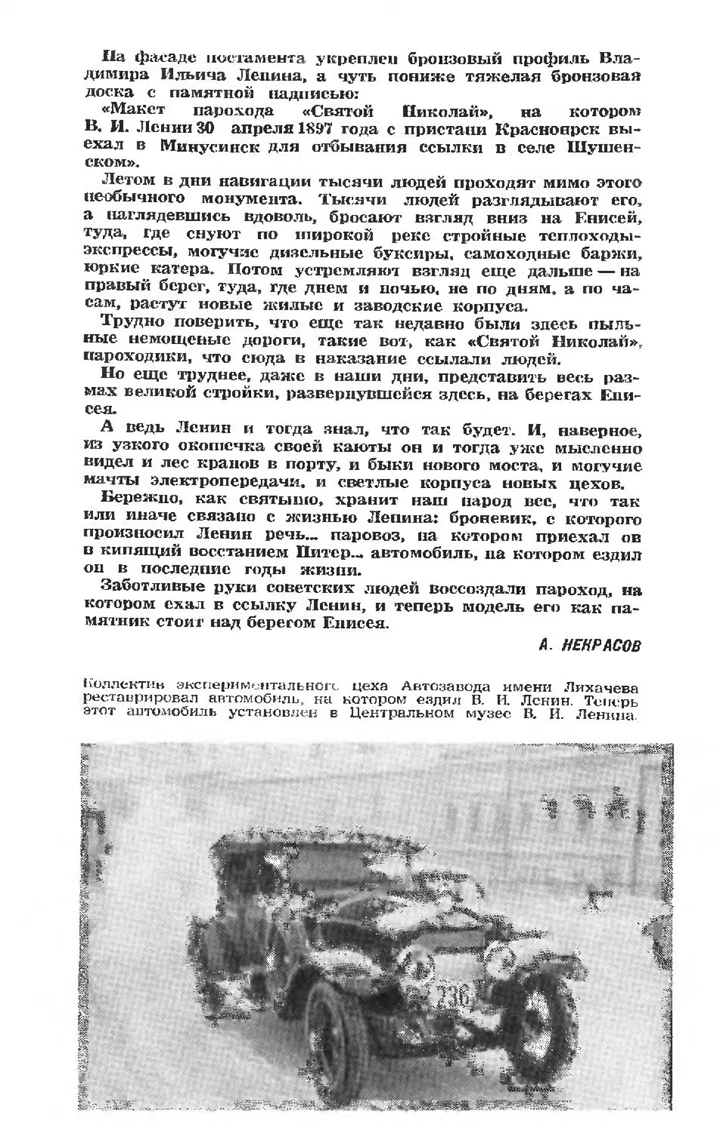 На фасаде постамента укреплен бронзовый профиль Вла-
димира Ильича Ленина, а чуть пониже тяжелая бронзовая
доска с памятной надписью:
«Макет парохода «Святой Николай», на котором
В. И. Ленин 30 апреля 1897 года с пристани Красноярск вы-
ехал в Минусинск для отбывания ссылки в селе Шушен-
ском».
Летом в дни навигации тысячи людей проходят мимо этого
необычного монумента. Тысячи людей разглядывают его,
а наглядевшись вдоволь, бросают взгляд вниз на Енисей,
туда, где снуют по широкой реке стройные теплоходы-
экспрессы, могучие дизельные буксиры, самоходные баржи,
юркие катера. Потом устремляют взгляд еще дальше — на
правый берег, туда, где днем и ночью, не по дням, а по ча-
сам, растут новые жилые и заводские корпуса.
Трудно поверить, что еще так недавно были здесь пыль-
ные немощеные дороги, такие вот, как «Святой Николай»,
пароходики, что сюда в наказание ссылали людей.
Но еще труднее, даже в наши дни, представить весь раз-
мах великой стройки, развернувшейся здесь, на берегах Ени-
сея.
А ведь Ленин и тогда знал, что так будет. И, наверное,
из узкого окошечка своей каюты он и тогда уже мысленно
видел и лес кранов в порту, и быки нового моста, и могучие
мачты электропередачи, и светлые корпуса новых цехов.
Бережно, как святыню, хранит наш народ все, что так
или иначе связано с жизнью Ленина: броневик, с которого
произносил Ленин речь... паровоз, на котором приехал он
в кипящий восстанием Питер... автомобиль, на котором ездил
он в последние годы жизни.
Заботливые руки советских людей воссоздали пароход, на
котором ехал в ссылку Ленин, и теперь модель его как па-
мятник стоит над берегом Енисея.
А. НЕКРАСОВ
Коллектив экспериментального цеха Автозавода имени Лихачева
реставрировал автомобиль, на котором ездил В. И. Ленин. Теперь
этот автомобиль установлен в Центральном музее В. И. Ленина.
236